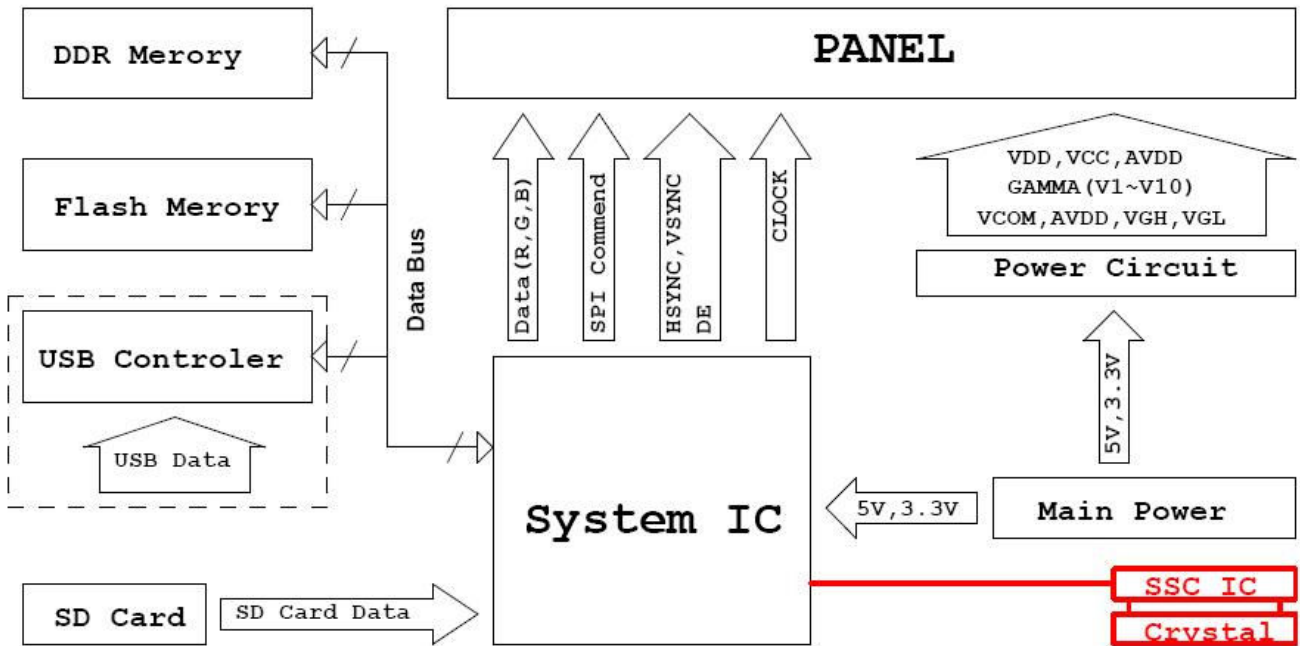 DDR Merory
PANEL
Flash Merory
USB Controler
USB Data
SD Card
SD Card Data
Data Bus
Data(R,G,B)
SPI Commend
HSYNC,VSYNC
DE
CLOCK
VDD,VCC,AVDD
GAMMA(V1~V10)
VCOM,AVDD,VGH,VGL
Power Circuit
5V,3.3V
System IC
5V,3.3V
Main Power
SSC IC
Crystal